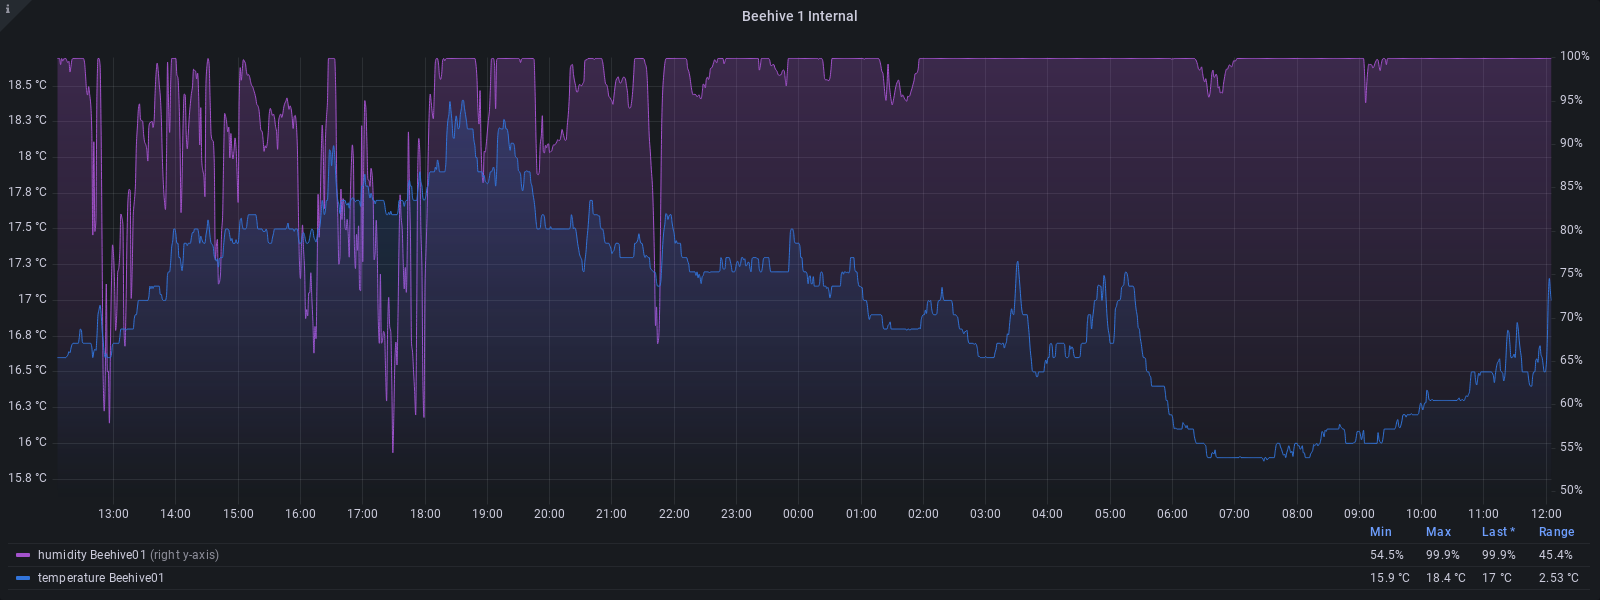 i
Beehive 1 Internal
18.5 °C
18.3 °C
18 °C
17.8 °C
17.5 °C
17.3 °C
17 °C
16.8 °C
16.5 °C
16.3 °C
16 °C
15.8 °C
100%
95%
90%
85%
80%
75%
70%
65%
60%
55%
50%
13:00 14:00 15:00 16:00 17:00 18:00 19:00 20:00 21:00 22:00 23:00 00:00 01:00 02:00 03:00 04:00 05:00 06:00 07:00 08:00 09:00 10:00 11:00 12:00
Min Max Last * Range
humidity Beehive01 (right y-axis) 54.5% 99.9% 99.9% 45.4%
temperature Beehive01 15.9 °C 18.4 °C 17 °C 2.53 °C